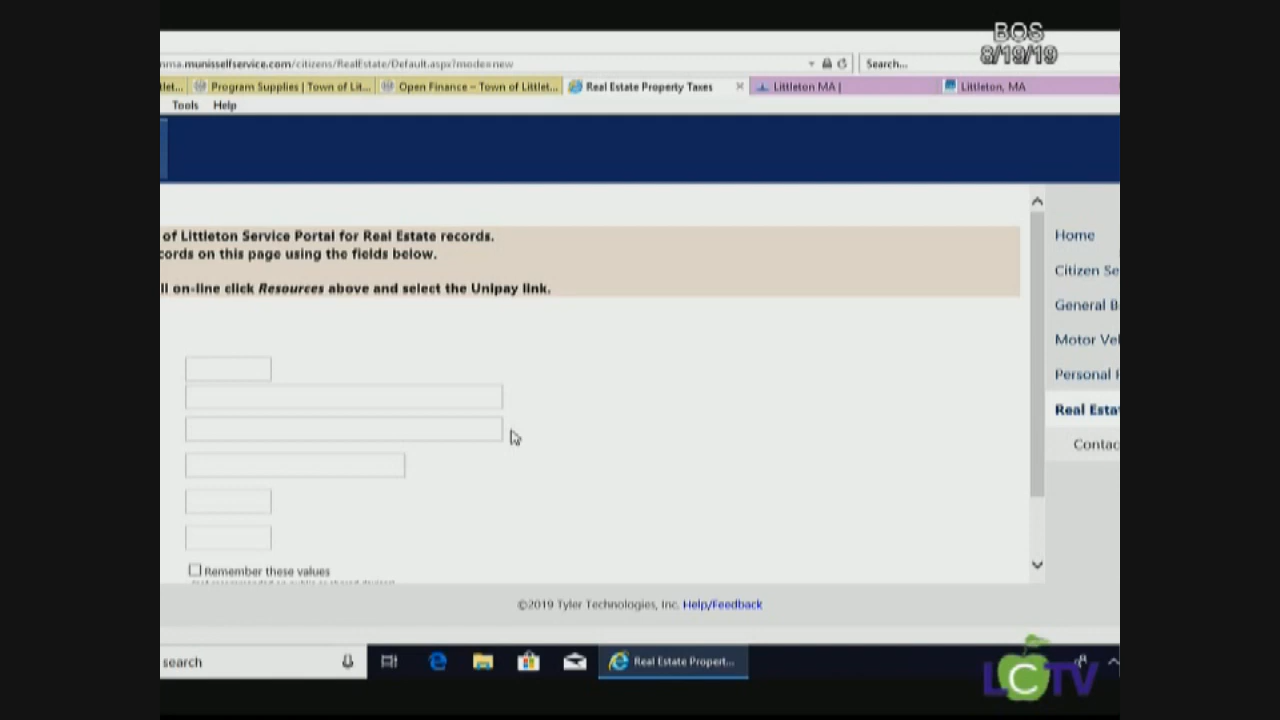 BOS
8/19/19
nma.munisselfservice.com/citizens/RealEstate/Default.aspx?mode=new
Search...
tlet... Program Supplies | Town of Lit... Open Finance – Town of Littlet... Real Estate Property Taxes Littleton MA | Littleton, MA
Tools Help
of Littleton Service Portal for Real Estate records.
cords on this page using the fields below.
ll on-line click Resources above and select the Unipay link.
Home
Citizen Se
General B
Motor Vel
Personal P
Real Esta
Contac
Remember these values
©2019 Tyler Technologies, Inc. Help/Feedback
search
Real Estate Propert...
LCTV